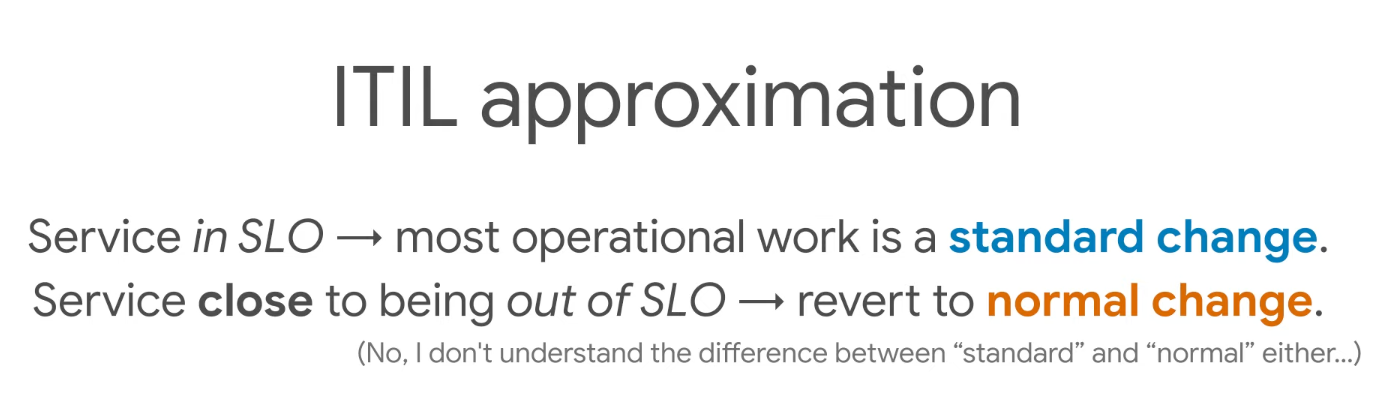 ITIL approximation
Service in SLO → most operational work is a standard change.
Service close to being out of SLO → revert to normal change.
(No, I don't understand the difference between “standard” and “normal” either...)